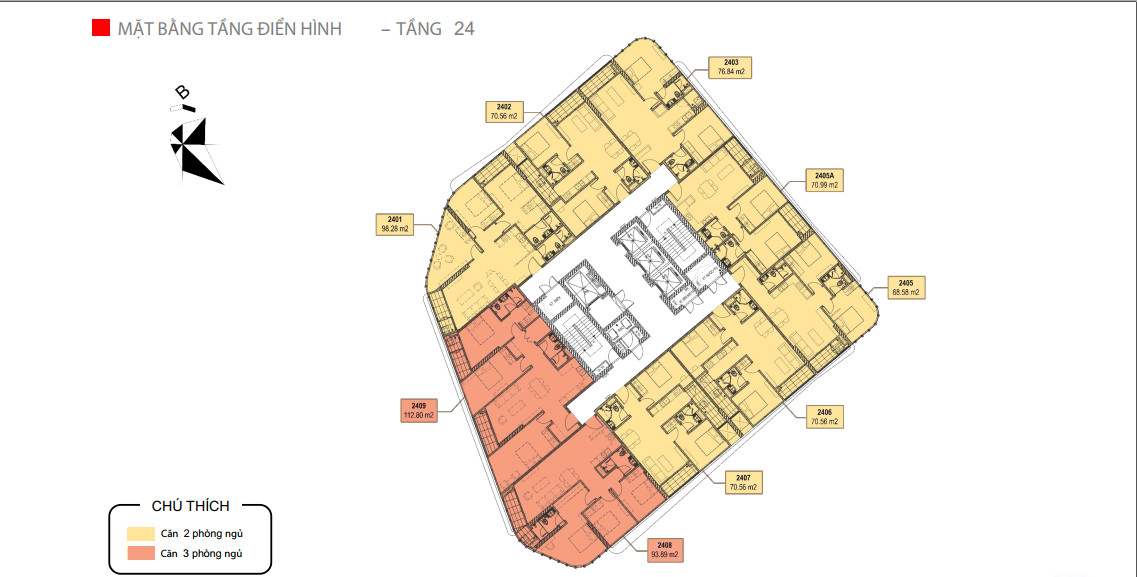 MẶT BẰNG TẦNG ĐIỂN HÌNH – TẦNG 24
B
2403
76.84 m2
2402
70.56 m2
2405A
70.99 m2
2401
98.28 m2
2405
68.58 m2
2409
112.80 m2
2406
70.56 m2
2407
70.56 m2
2408
93.89 m2
CHÚ THÍCH
Căn 2 phòng ngủ
Căn 3 phòng ngủ